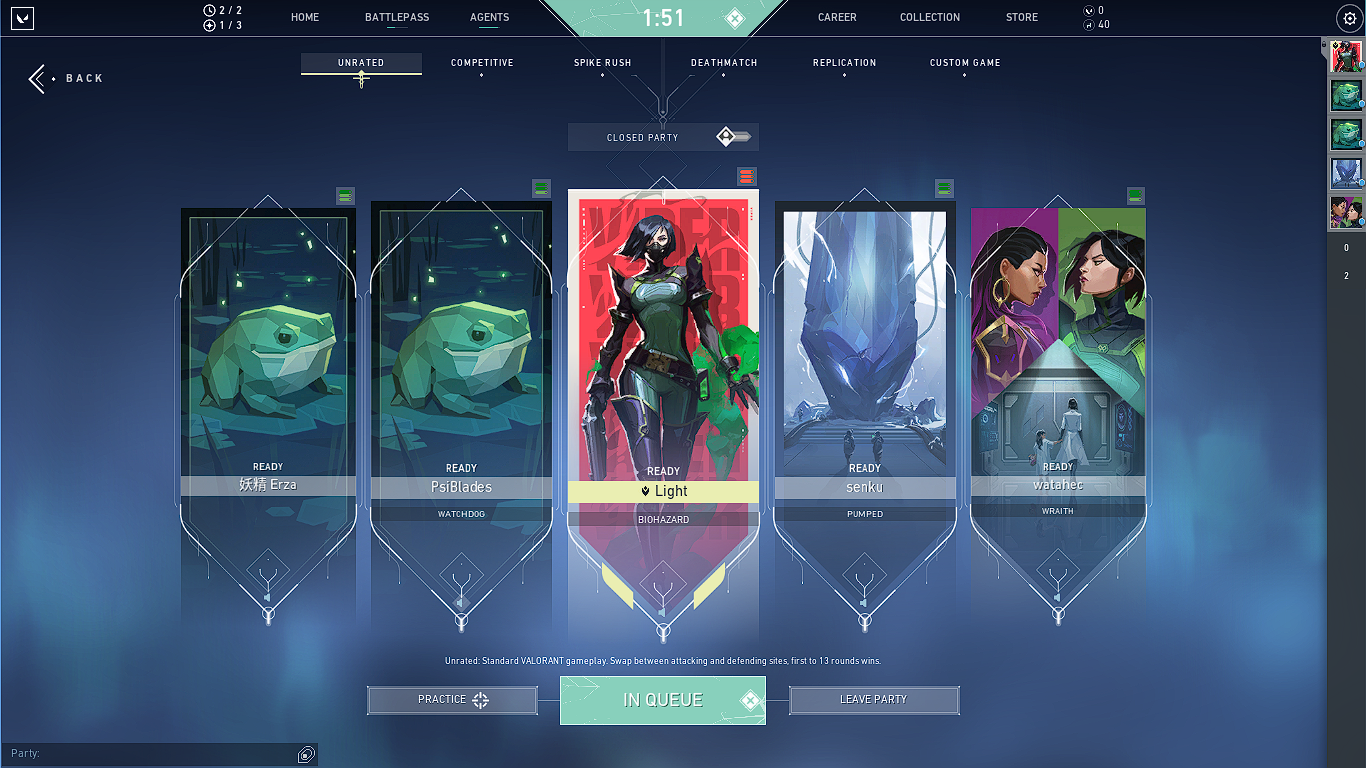 2 / 2
1 / 3
HOME
BATTLEPASS
AGENTS
1:51
CAREER
COLLECTION
STORE
0
40
BACK
UNRATED
COMPETITIVE
SPIKE RUSH
DEATHMATCH
REPLICATION
CUSTOM GAME
CLOSED PARTY
0
2
READY
妖精 Erza
READY
PsiBlades
WATCHDOG
VIPER
READY
Light
BIOHAZARD
READY
senku
PUMPED
READY
watahec
WRAITH
Unrated: Standard VALORANT gameplay. Swap between attacking and defending sites, first to 13 rounds wins.
PRACTICE
IN QUEUE
LEAVE PARTY
Party: